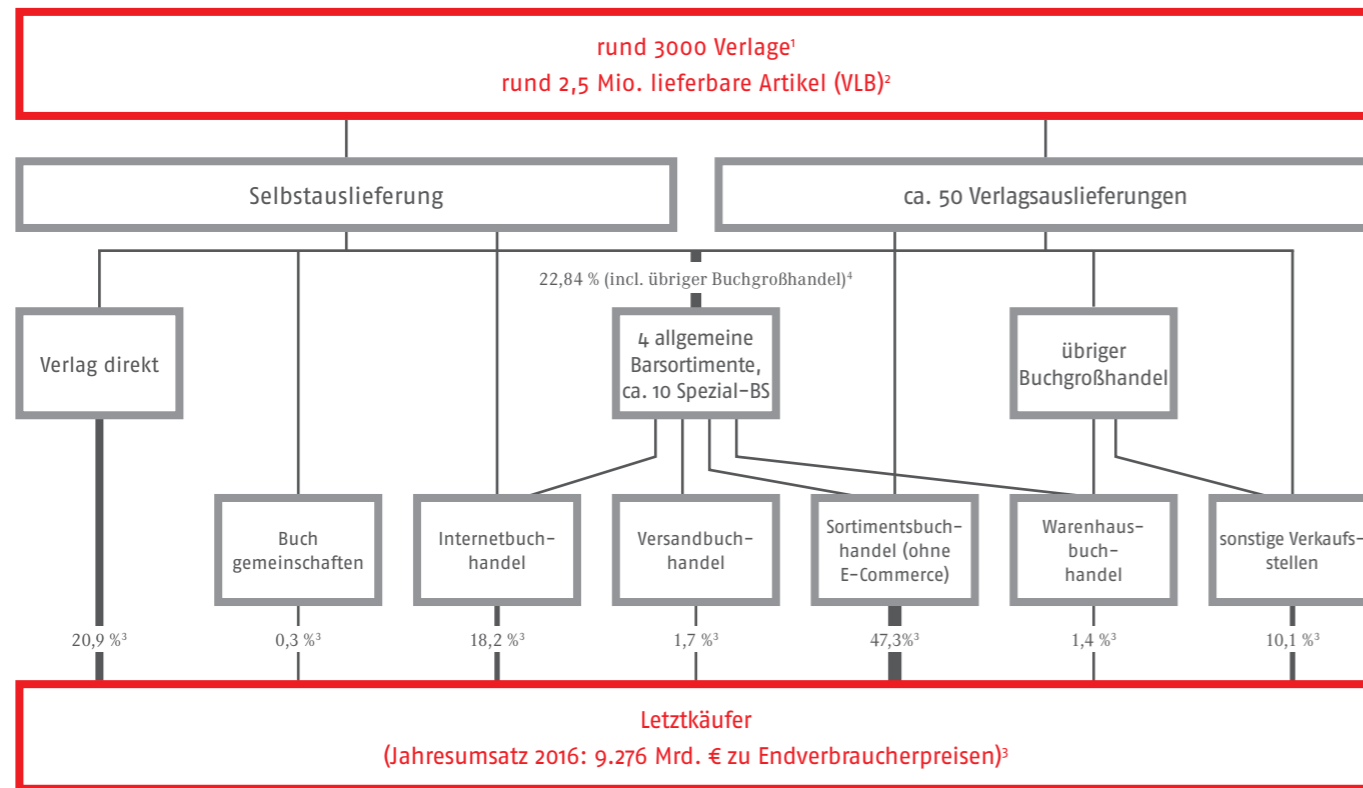 rund 3000 Verlage¹
rund 2,5 Mio. lieferbare Artikel (VLB)²
Selbstauslieferung
ca. 50 Verlagsauslieferungen
22,84 % (incl. übriger Buchgroßhandel)⁴
Verlag direkt
4 allgemeine
Barsortimente,
ca. 10 Spezial-BS
übriger
Buchgroßhandel
Buch
gemeinschaften
Internetbuch-
handel
Versandbuch-
handel
Sortimentsbuch-
handel (ohne
E-Commerce)
Warenhaus-
buch-
handel
sonstige Verkaufs-
stellen
20,9 %³
0,3 %³
18,2 %³
1,7 %³
47,3%³
1,4 %³
10,1 %³
Letztkäufer
(Jahresumsatz 2016: 9.276 Mrd. € zu Endverbraucherpreisen)³